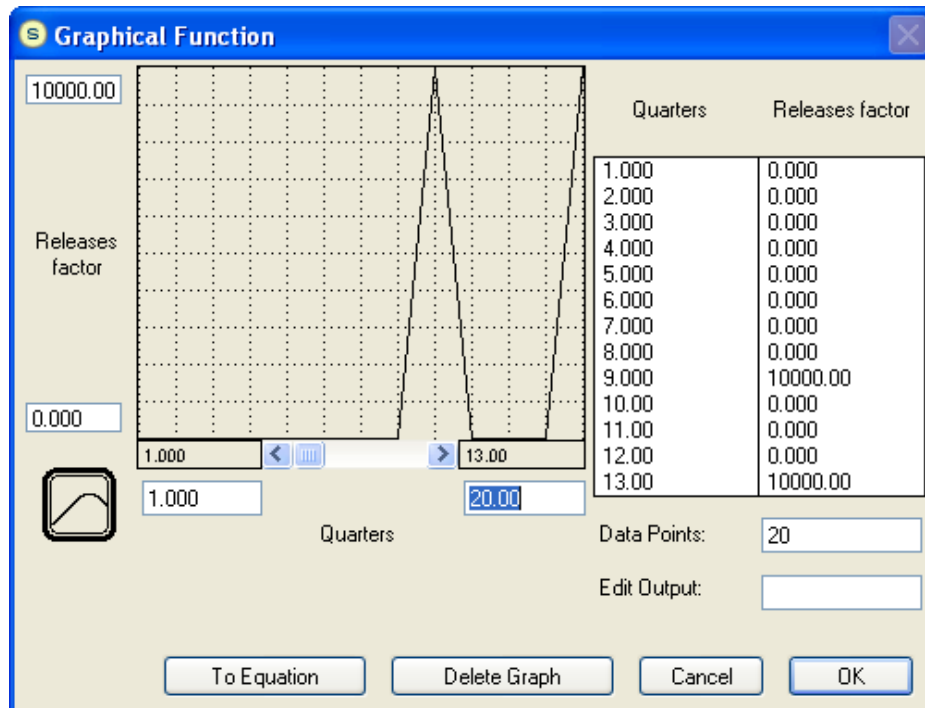 S Graphical Function
10000.00
Releases
factor
0.000
1.000 13.00
1.000 20.00
Quarters
Quarters Releases factor
1.000 0.000
2.000 0.000
3.000 0.000
4.000 0.000
5.000 0.000
6.000 0.000
7.000 0.000
8.000 0.000
9.000 10000.00
10.00 0.000
11.00 0.000
12.00 0.000
13.00 10000.00
Data Points: 20
Edit Output:
To Equation Delete Graph Cancel OK